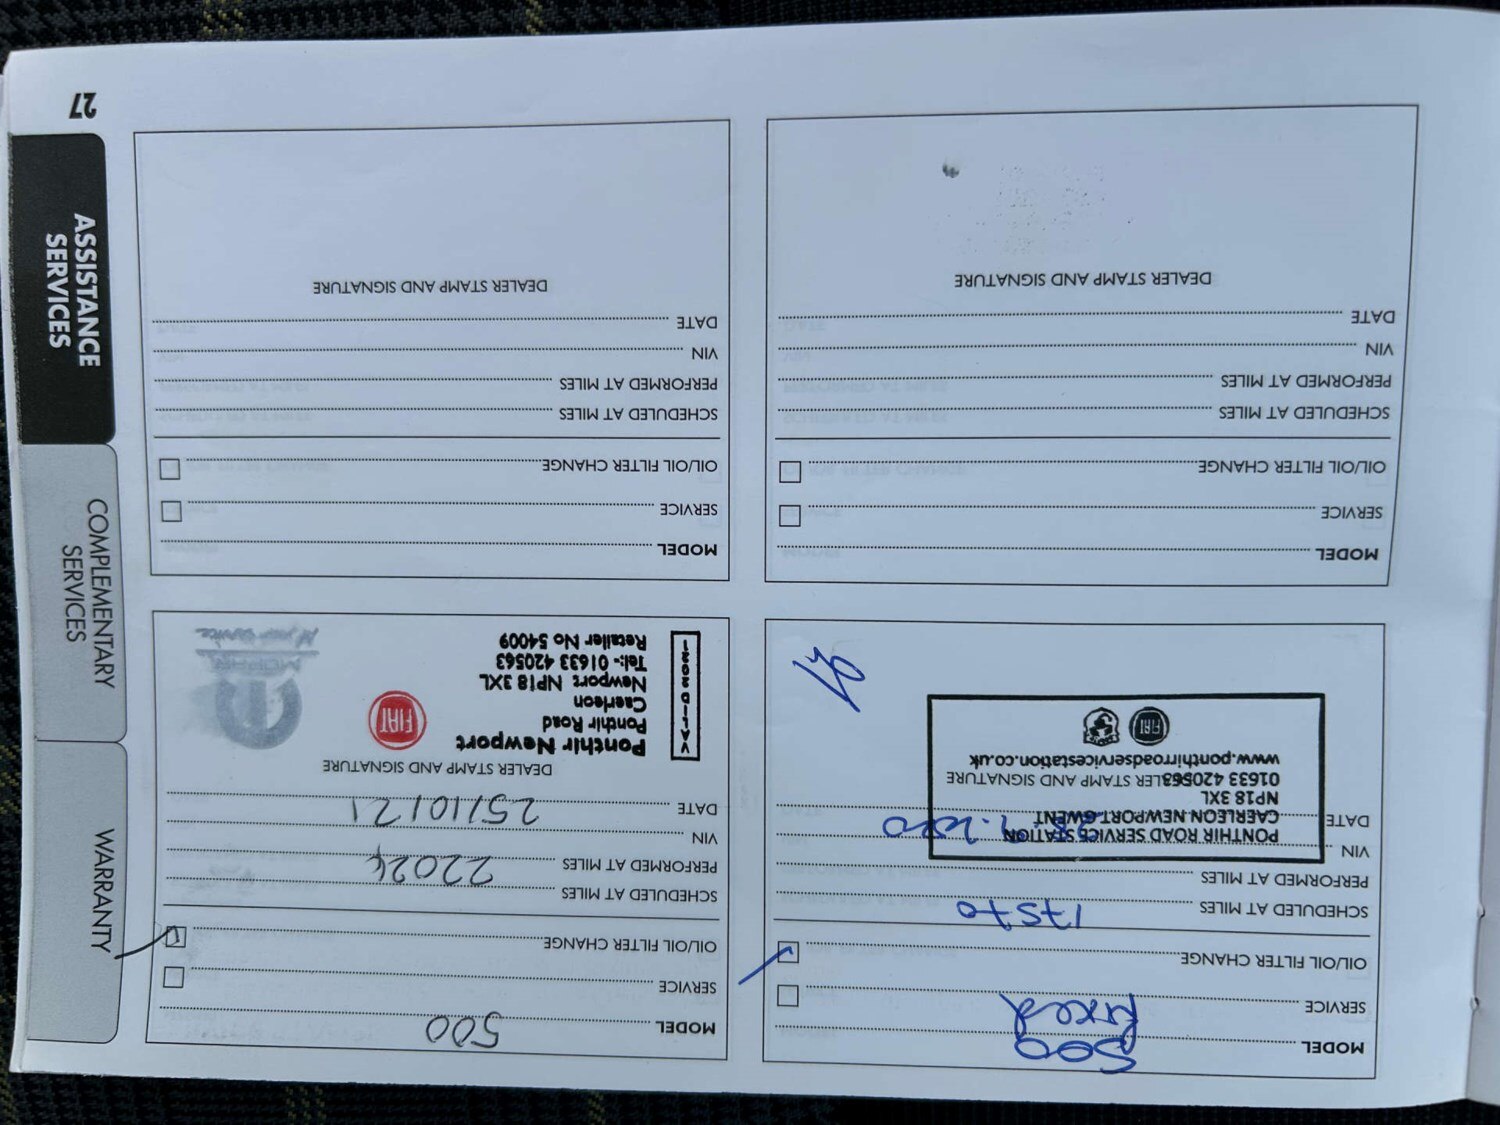 MODEL 500
SERVICE
OIL/OIL FILTER CHANGE
SCHEDULED AT MILES 17570
PERFORMED AT MILES
VIN
DATE
PONTHIR ROAD SERVICE STATION
CAERLEON NEWPORT GWENT
NP18 3XL
01633 420563
DEALER STAMP AND SIGNATURE
www.ponthirroadservicestation.co.uk
FIAT
MODEL 500
SERVICE
OIL/OIL FILTER CHANGE
SCHEDULED AT MILES
PERFORMED AT MILES 22024
VIN
DATE 25/10/21
DEALER STAMP AND SIGNATURE
VALID 2021
Ponthir Newport
Ponthir Road
Caerleon
Newport NP18 3XL
Tel:- 01633 420563
Retailer No 54009
FIAT
MOPAR
MODEL
SERVICE
OIL/OIL FILTER CHANGE
SCHEDULED AT MILES
PERFORMED AT MILES
VIN
DATE
DEALER STAMP AND SIGNATURE
MODEL
SERVICE
OIL/OIL FILTER CHANGE
SCHEDULED AT MILES
PERFORMED AT MILES
VIN
DATE
DEALER STAMP AND SIGNATURE
WARRANTY
COMPLEMENTARY
SERVICES
ASSISTANCE
SERVICES
27